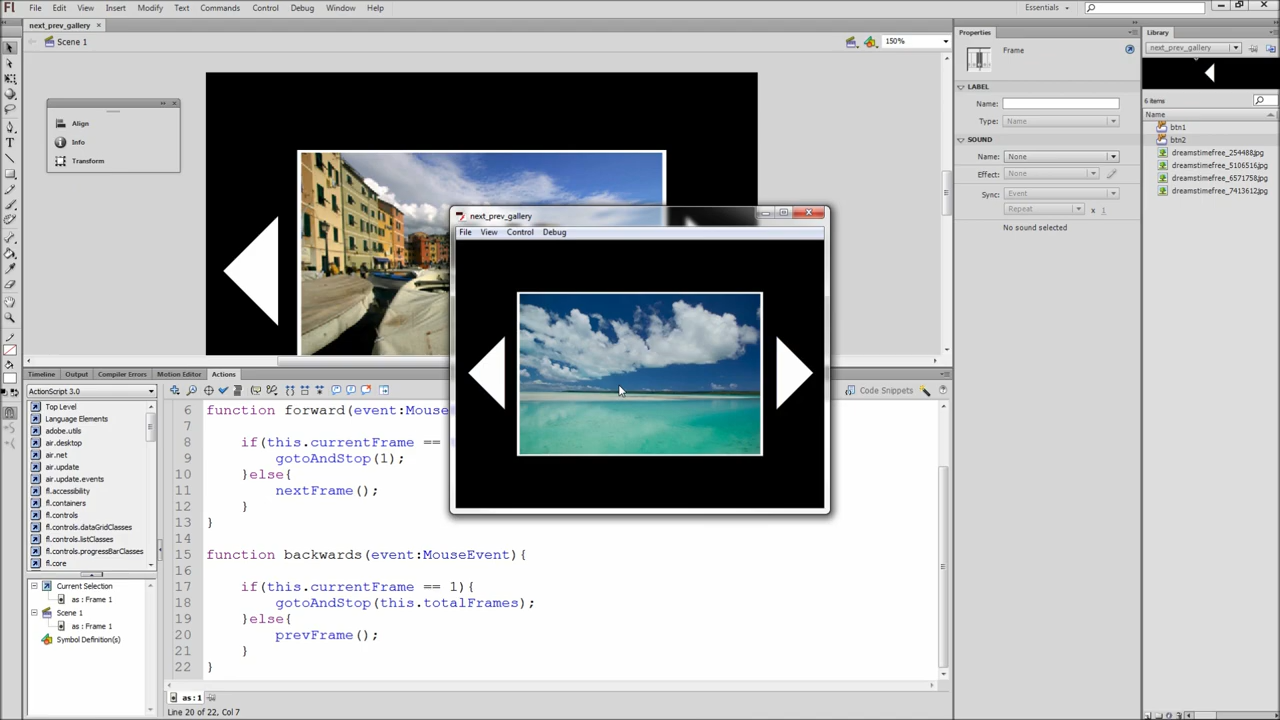 Fl File Edit View Insert Modify Text Commands Control Debug Window Help Essentials
next_prev_gallery ×
Scene 1 150%
Align
Info
Transform
next_prev_gallery
File View Control Debug
Timeline Output Compiler Errors Motion Editor Actions
ActionScript 3.0
Code Snippets
Top Level
Language Elements
adobe.utils
air.desktop
air.net
air.update
air.update.events
fl.accessibility
fl.containers
fl.controls
fl.controls.dataGridClasses
fl.controls.listClasses
fl.controls.progressBarClasses
fl.core
Current Selection
as : Frame 1
Scene 1
as : Frame 1
Symbol Definition(s)
6 function forward(event:Mouse
7
8 if(this.currentFrame ==
9 gotoAndStop(1);
10 }else{
11 nextFrame();
12 }
13 }
14
15 function backwards(event:MouseEvent){
16
17 if(this.currentFrame == 1){
18 gotoAndStop(this.totalFrames);
19 }else{
20 prevFrame();
21 }
22 }
as : 1
Line 20 of 22, Col 7
Properties
Frame
LABEL
Name:
Type: Name
SOUND
Name: None
Effect: None
Sync: Event
Repeat x 1
No sound selected
Library
next_prev_gallery
6 items
Name
btn1
btn2
dreamstimefree_254488.jpg
dreamstimefree_5106516.jpg
dreamstimefree_6571758.jpg
dreamstimefree_7413612.jpg